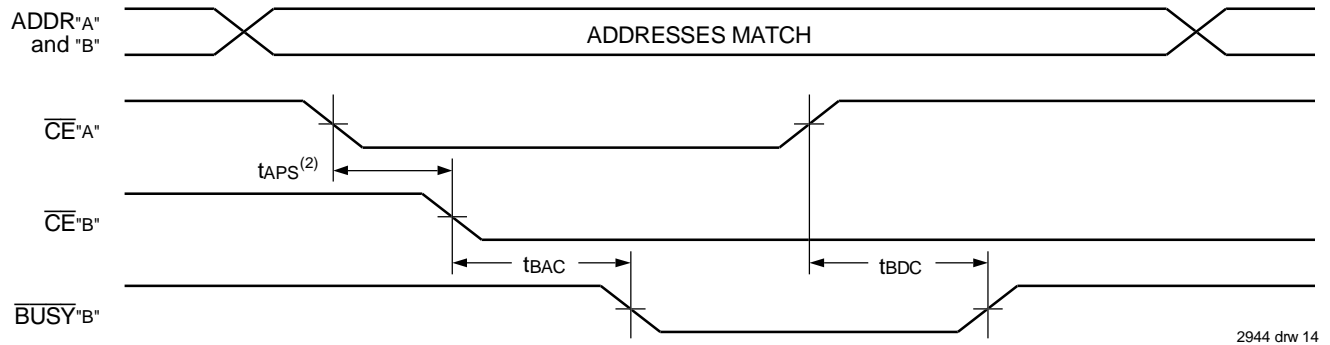 ADDR"A"
and "B"
ADDRESSES MATCH
CE"A"
tAPS(2)
CE"B"
tBAC
tBDC
BUSY"B"
2944 drw 14